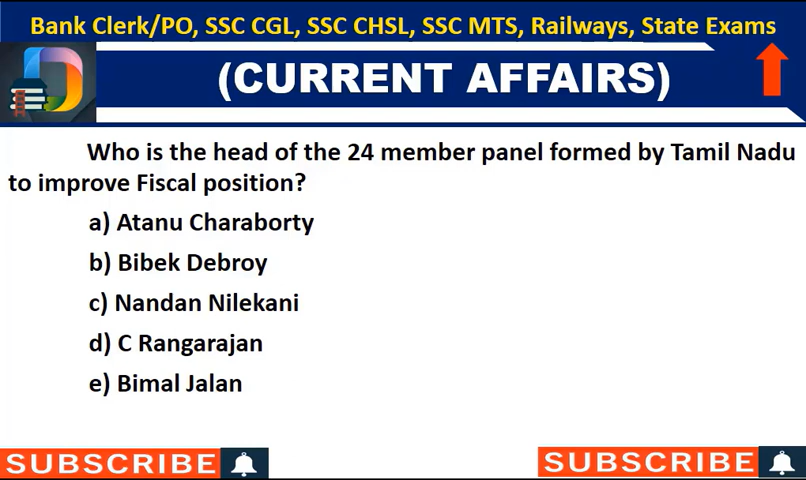 Bank Clerk/PO, SSC CGL, SSC CHSL, SSC MTS, Railways, State Exams
(CURRENT AFFAIRS)
Who is the head of the 24 member panel formed by Tamil Nadu
to improve Fiscal position?
a) Atanu Charaborty
b) Bibek Debroy
c) Nandan Nilekani
d) C Rangarajan
e) Bimal Jalan
SUBSCRIBE
SUBSCRIBE